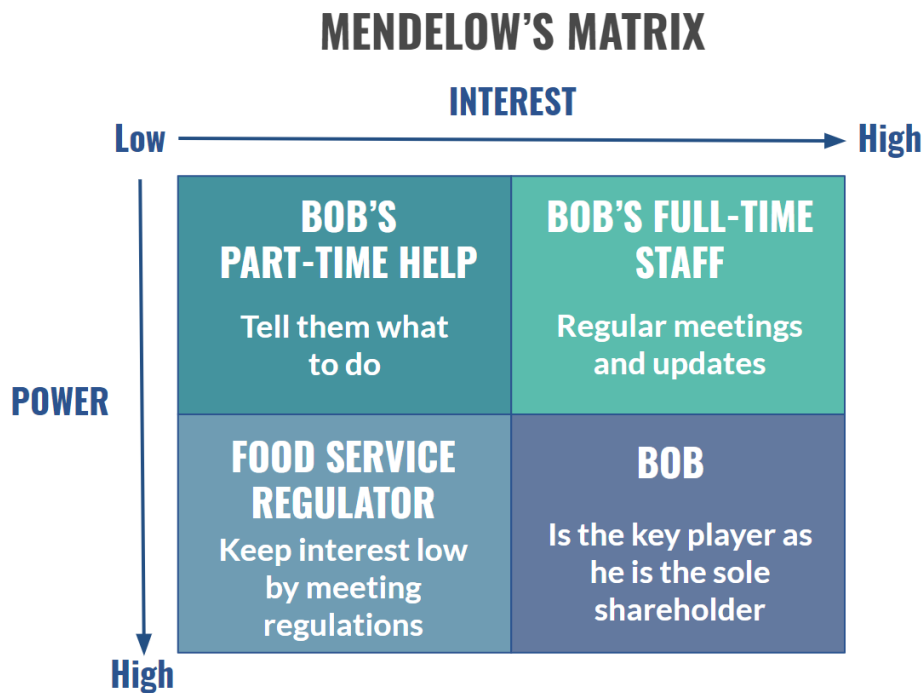 MENDELOW'S MATRIX
INTEREST
Low
High
BOB'S
PART-TIME HELP
Tell them what
to do
BOB'S FULL-TIME
STAFF
Regular meetings
and updates
POWER
FOOD SERVICE
REGULATOR
Keep interest low
by meeting
regulations
BOB
Is the key player as
he is the sole
shareholder
High